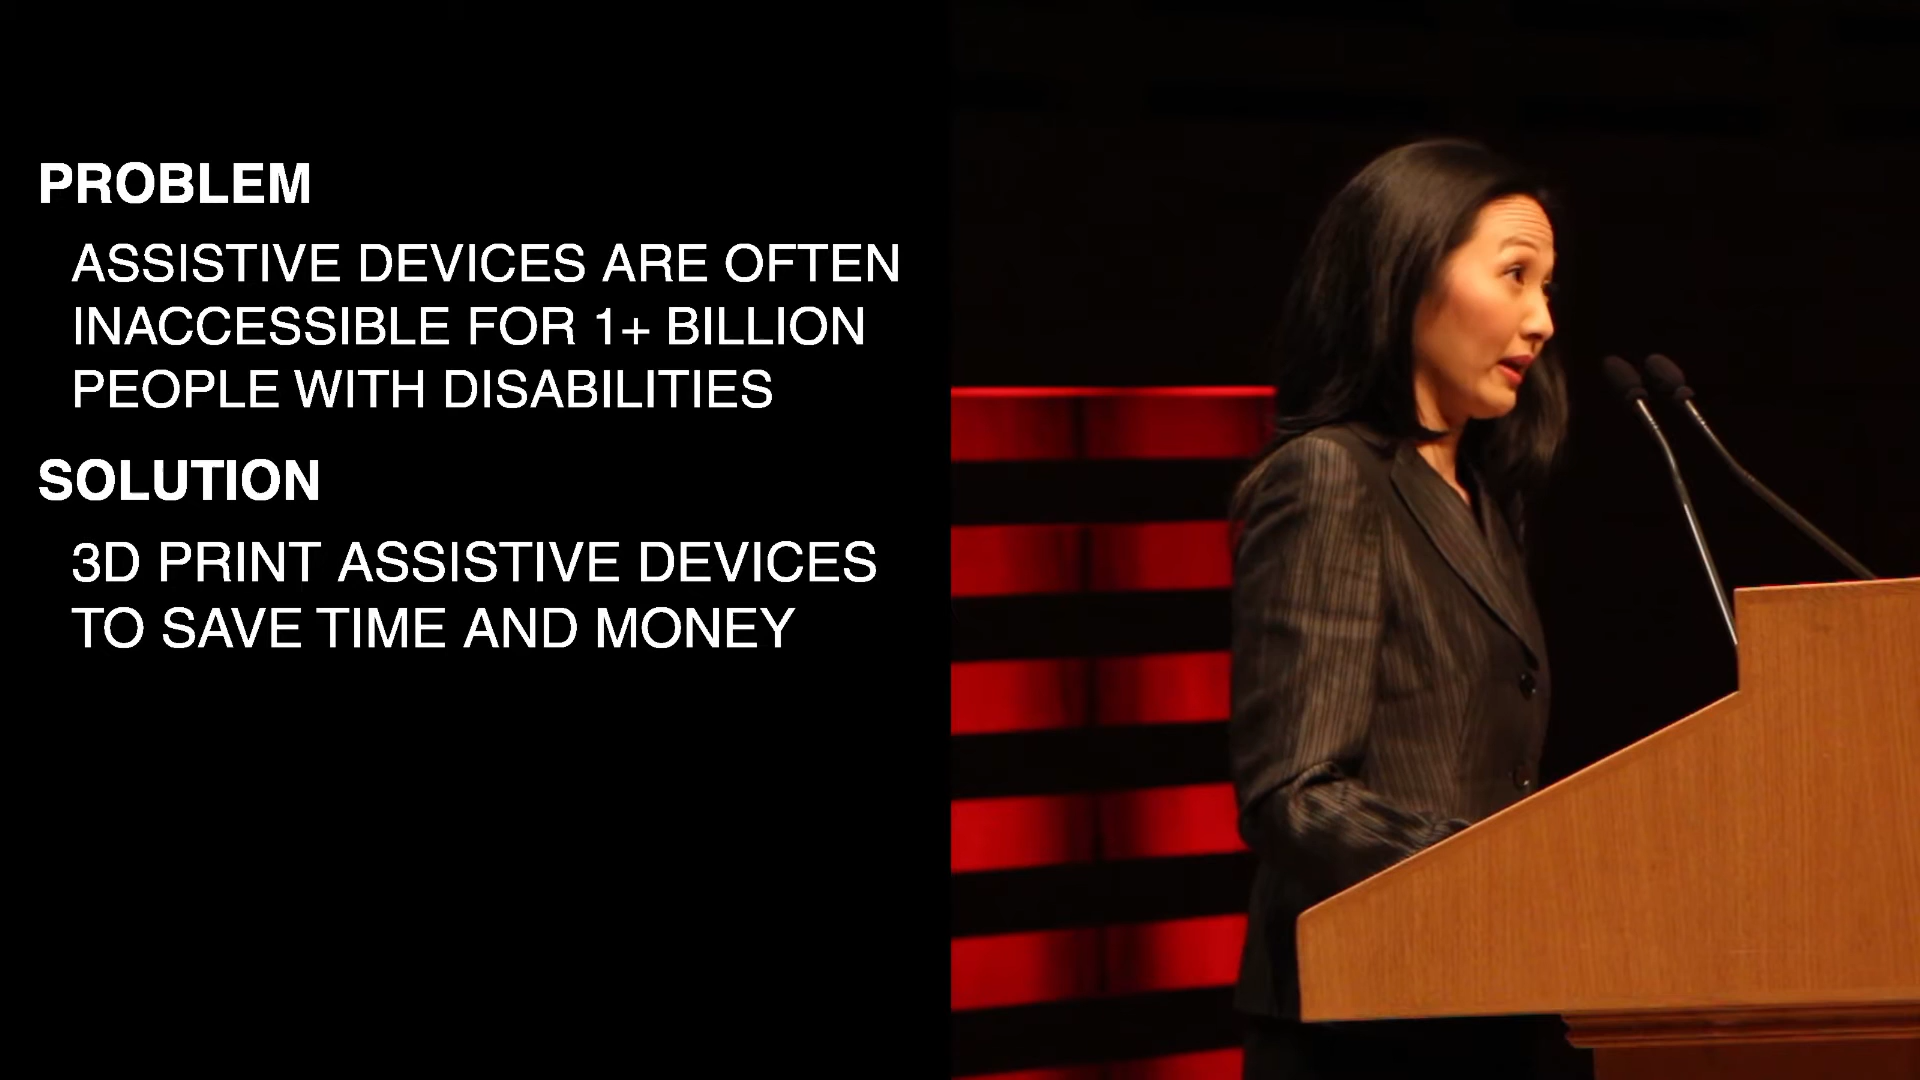 PROBLEM
ASSISTIVE DEVICES ARE OFTEN
INACCESSIBLE FOR 1+ BILLION
PEOPLE WITH DISABILITIES
SOLUTION
3D PRINT ASSISTIVE DEVICES
TO SAVE TIME AND MONEY